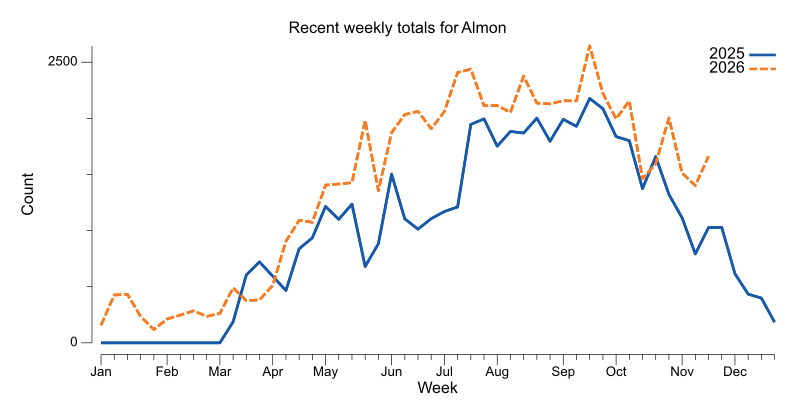 Recent weekly totals for Almon
2500
2025
2026
Count
0
Jan Feb Mar Apr May Jun Jul Aug Sep Oct Nov Dec
Week